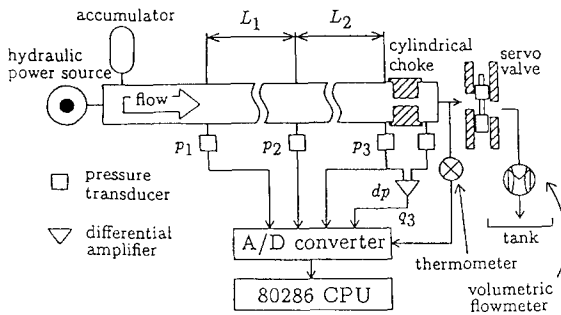 accumulator
L1
L2
hydraulic
power source
cylindrical
choke
servo
valve
flow
p1
p2
p3
pressure
transducer
dp
q3
differential
amplifier
A/D converter
tank
thermometer
volumetric
flowmeter
80286 CPU